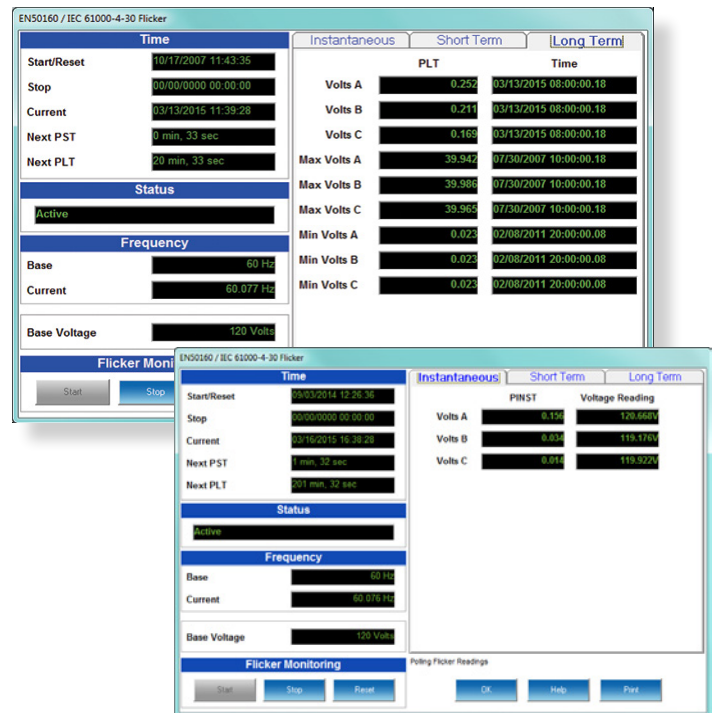 EN50160 / IEC 61000-4-30 Flicker
Time
Start/Reset 10/17/2007 11:43:35
Stop 00/00/0000 00:00:00
Current 03/13/2015 11:39:28
Next PST 0 min, 33 sec
Next PLT 20 min, 33 sec
Status
Active
Frequency
Base 60 Hz
Current 60.077 Hz
Base Voltage 120 Volts
Flicker Moni
Start Stop
Instantaneous Short Term Long Term
PLT Time
Volts A 0.252 03/13/2015 08:00:00.18
Volts B 0.211 03/13/2015 08:00:00.18
Volts C 0.169 03/13/2015 08:00:00.18
Max Volts A 39.942 07/30/2007 10:00:00.18
Max Volts B 39.986 07/30/2007 10:00:00.18
Max Volts C 39.965 07/30/2007 10:00:00.18
Min Volts A 0.023 02/08/2011 20:00:00.08
Min Volts B 0.023 02/08/2011 20:00:00.08
Min Volts C 0.023 02/08/2011 20:00:00.08
EN50160 / IEC 61000-4-30 Flicker
Time
Start/Reset 09/03/2014 12:26:36
Stop 00/00/0000 00:00:00
Current 03/16/2015 16:38:28
Next PST 1 min, 32 sec
Next PLT 201 min, 32 sec
Status
Active
Frequency
Base 60 Hz
Current 60.076 Hz
Base Voltage 120 Volts
Flicker Monitoring
Start Stop Reset
Instantaneous Short Term Long Term
PINST Voltage Reading
Volts A 0.156 120.668V
Volts B 0.034 119.176V
Volts C 0.014 119.922V
Polling Flicker Readings
OK Help Print